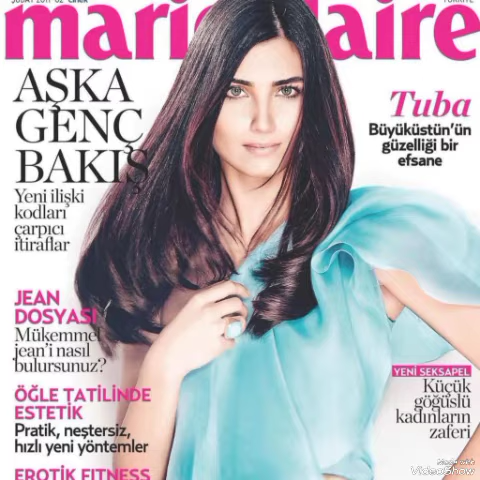 marie claire
TÜRKİYE
AŞKA
GENÇ
BAKIŞ
Yeni ilişki
kodları
çarpıcı
itiraflar
Tuba
Büyüküstün'ün
güzelliği bir
efsane
JEAN
DOSYASI
Mükemmel
jean'i nasıl
bulursunuz?
ÖĞLE TATİLİNDE
ESTETİK
Pratik, neştersiz,
hızlı yeni yöntemler
EROTİK FITNESS
YENİ SEKSAPEL
Küçük
göğüslü
kadınların
zaferi
VideoShow